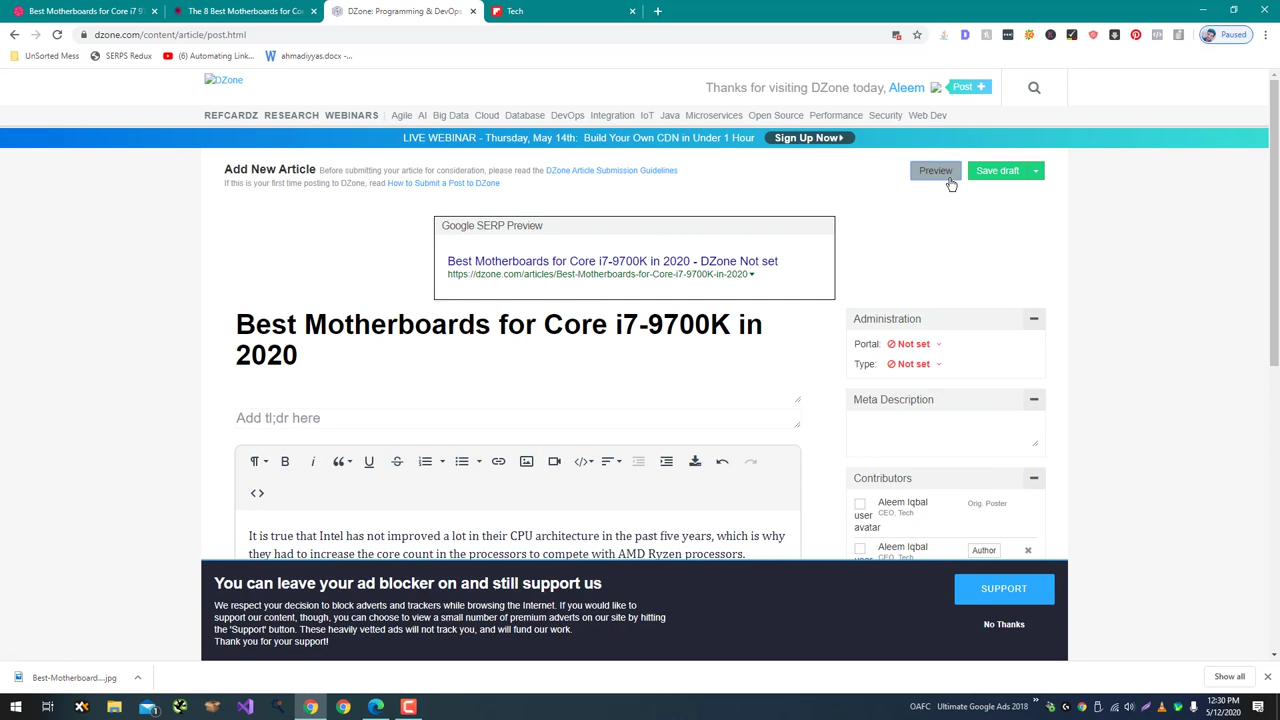 Best Motherboards for Core i7-9
The 8 Best Motherboards for Co
DZone: Programming & DevOps
Tech
dzone.com/content/article/post.html
Paused
UnSorted Mess
SERPS Redux
(6) Automating Link...
ahmadiyyas.docx -...
DZone
Thanks for visiting DZone today, Aleem
Post +
REFCARDZ RESEARCH WEBINARS Agile AI Big Data Cloud Database DevOps Integration IoT Java Microservices Open Source Performance Security Web Dev
LIVE WEBINAR - Thursday, May 14th: Build Your Own CDN in Under 1 Hour Sign Up Now
Add New Article Before submitting your article for consideration, please read the DZone Article Submission Guidelines
If this is your first time posting to DZone, read How to Submit a Post to DZone
Preview
Save draft
Google SERP Preview
Best Motherboards for Core i7-9700K in 2020 - DZone Not set
https://dzone.com/articles/Best-Motherboards-for-Core-i7-9700K-in-2020
Best Motherboards for Core i7-9700K in
2020
Add tl;dr here
Administration
Portal: Not set
Type: Not set
Meta Description
Contributors
user
avatar
Aleem Iqbal
CEO, Tech
Orig. Poster
Aleem Iqbal
CEO, Tech
Author
It is true that Intel has not improved a lot in their CPU architecture in the past five years, which is why
they had to increase the core count in the processors to compete with AMD Ryzen processors.
You can leave your ad blocker on and still support us
We respect your decision to block adverts and trackers while browsing the Internet. If you would like to
support our content, though, you can choose to view a small number of premium adverts on our site by hitting
the 'Support' button. These heavily vetted ads will not track you, and will fund our work.
Thank you for your support!
SUPPORT
No Thanks
Best-Motherboard....jpg
Show all
OAFC
Ultimate Google Ads 2018
12:30 PM
5/12/2020